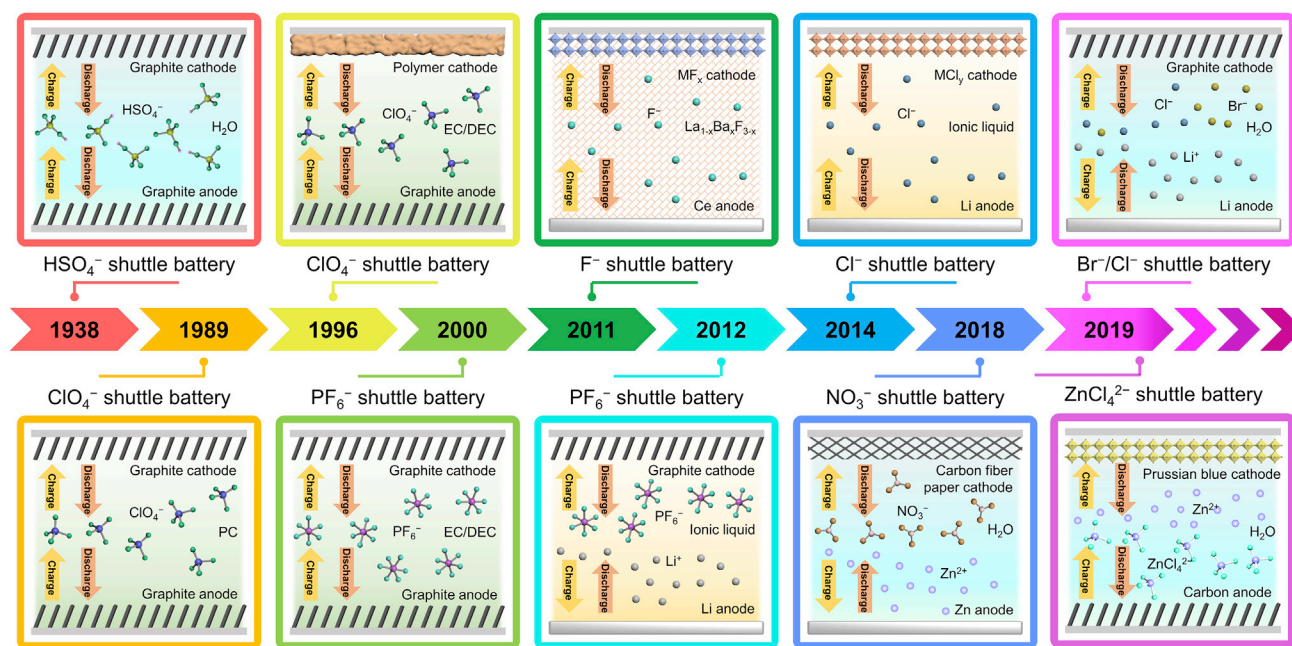 Graphite cathode
Charge
Discharge
HSO₄⁻
H₂O
Charge
Discharge
Graphite anode
Polymer cathode
Charge
Discharge
ClO₄⁻
EC/DEC
Charge
Discharge
Graphite anode
MFₓ cathode
Charge
Discharge
F⁻
La₁₋ₓBaₓF₃₋ₓ
Charge
Discharge
Ce anode
MClᵧ cathode
Charge
Discharge
Cl⁻
Ionic liquid
Charge
Discharge
Li anode
Graphite cathode
Charge
Discharge
Cl⁻
Br⁻
H₂O
Li⁺
Charge
Discharge
Li anode
HSO₄⁻ shuttle battery
ClO₄⁻ shuttle battery
F⁻ shuttle battery
Cl⁻ shuttle battery
Br⁻/Cl⁻ shuttle battery
1938
1989
1996
2000
2011
2012
2014
2018
2019
ClO₄⁻ shuttle battery
PF₆⁻ shuttle battery
PF₆⁻ shuttle battery
NO₃⁻ shuttle battery
ZnCl₄²⁻ shuttle battery
Graphite cathode
Charge
Discharge
ClO₄⁻
PC
Charge
Discharge
Graphite anode
Graphite cathode
Charge
Discharge
PF₆⁻
EC/DEC
Charge
Discharge
Graphite anode
Graphite cathode
Charge
Discharge
PF₆⁻
Ionic liquid
Li⁺
Charge
Discharge
Li anode
Carbon fiber
paper cathode
Charge
Discharge
NO₃⁻
H₂O
Zn²⁺
Charge
Discharge
Zn anode
Prussian blue cathode
Charge
Discharge
Zn²⁺
H₂O
ZnCl₄²⁻
Charge
Discharge
Carbon anode